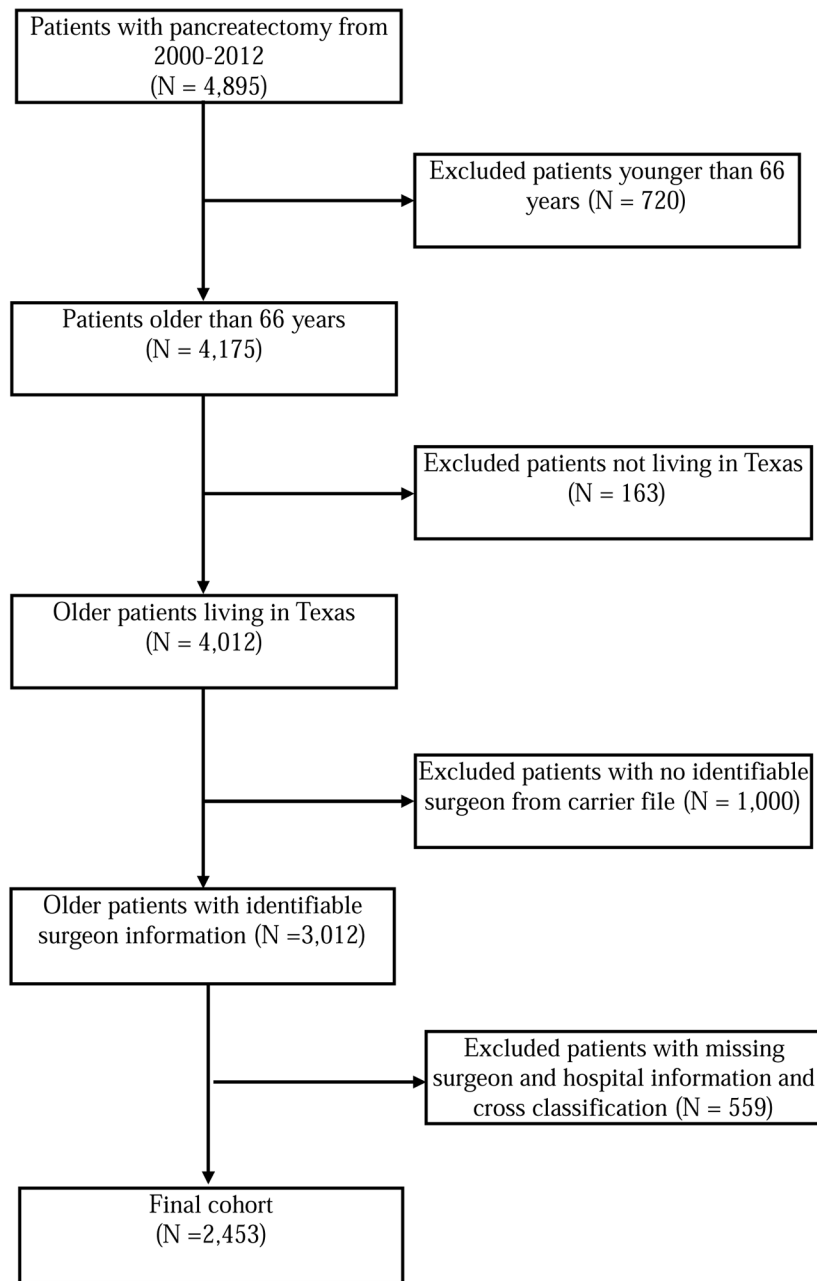 Patients with pancreatectomy from
2000-2012
(N = 4,895)
Excluded patients younger than 66
years (N = 720)
Patients older than 66 years
(N = 4,175)
Excluded patients not living in Texas
(N = 163)
Older patients living in Texas
(N = 4,012)
Excluded patients with no identifiable
surgeon from carrier file (N = 1,000)
Older patients with identifiable
surgeon information (N =3,012)
Excluded patients with missing
surgeon and hospital information and
cross classification (N = 559)
Final cohort
(N =2,453)